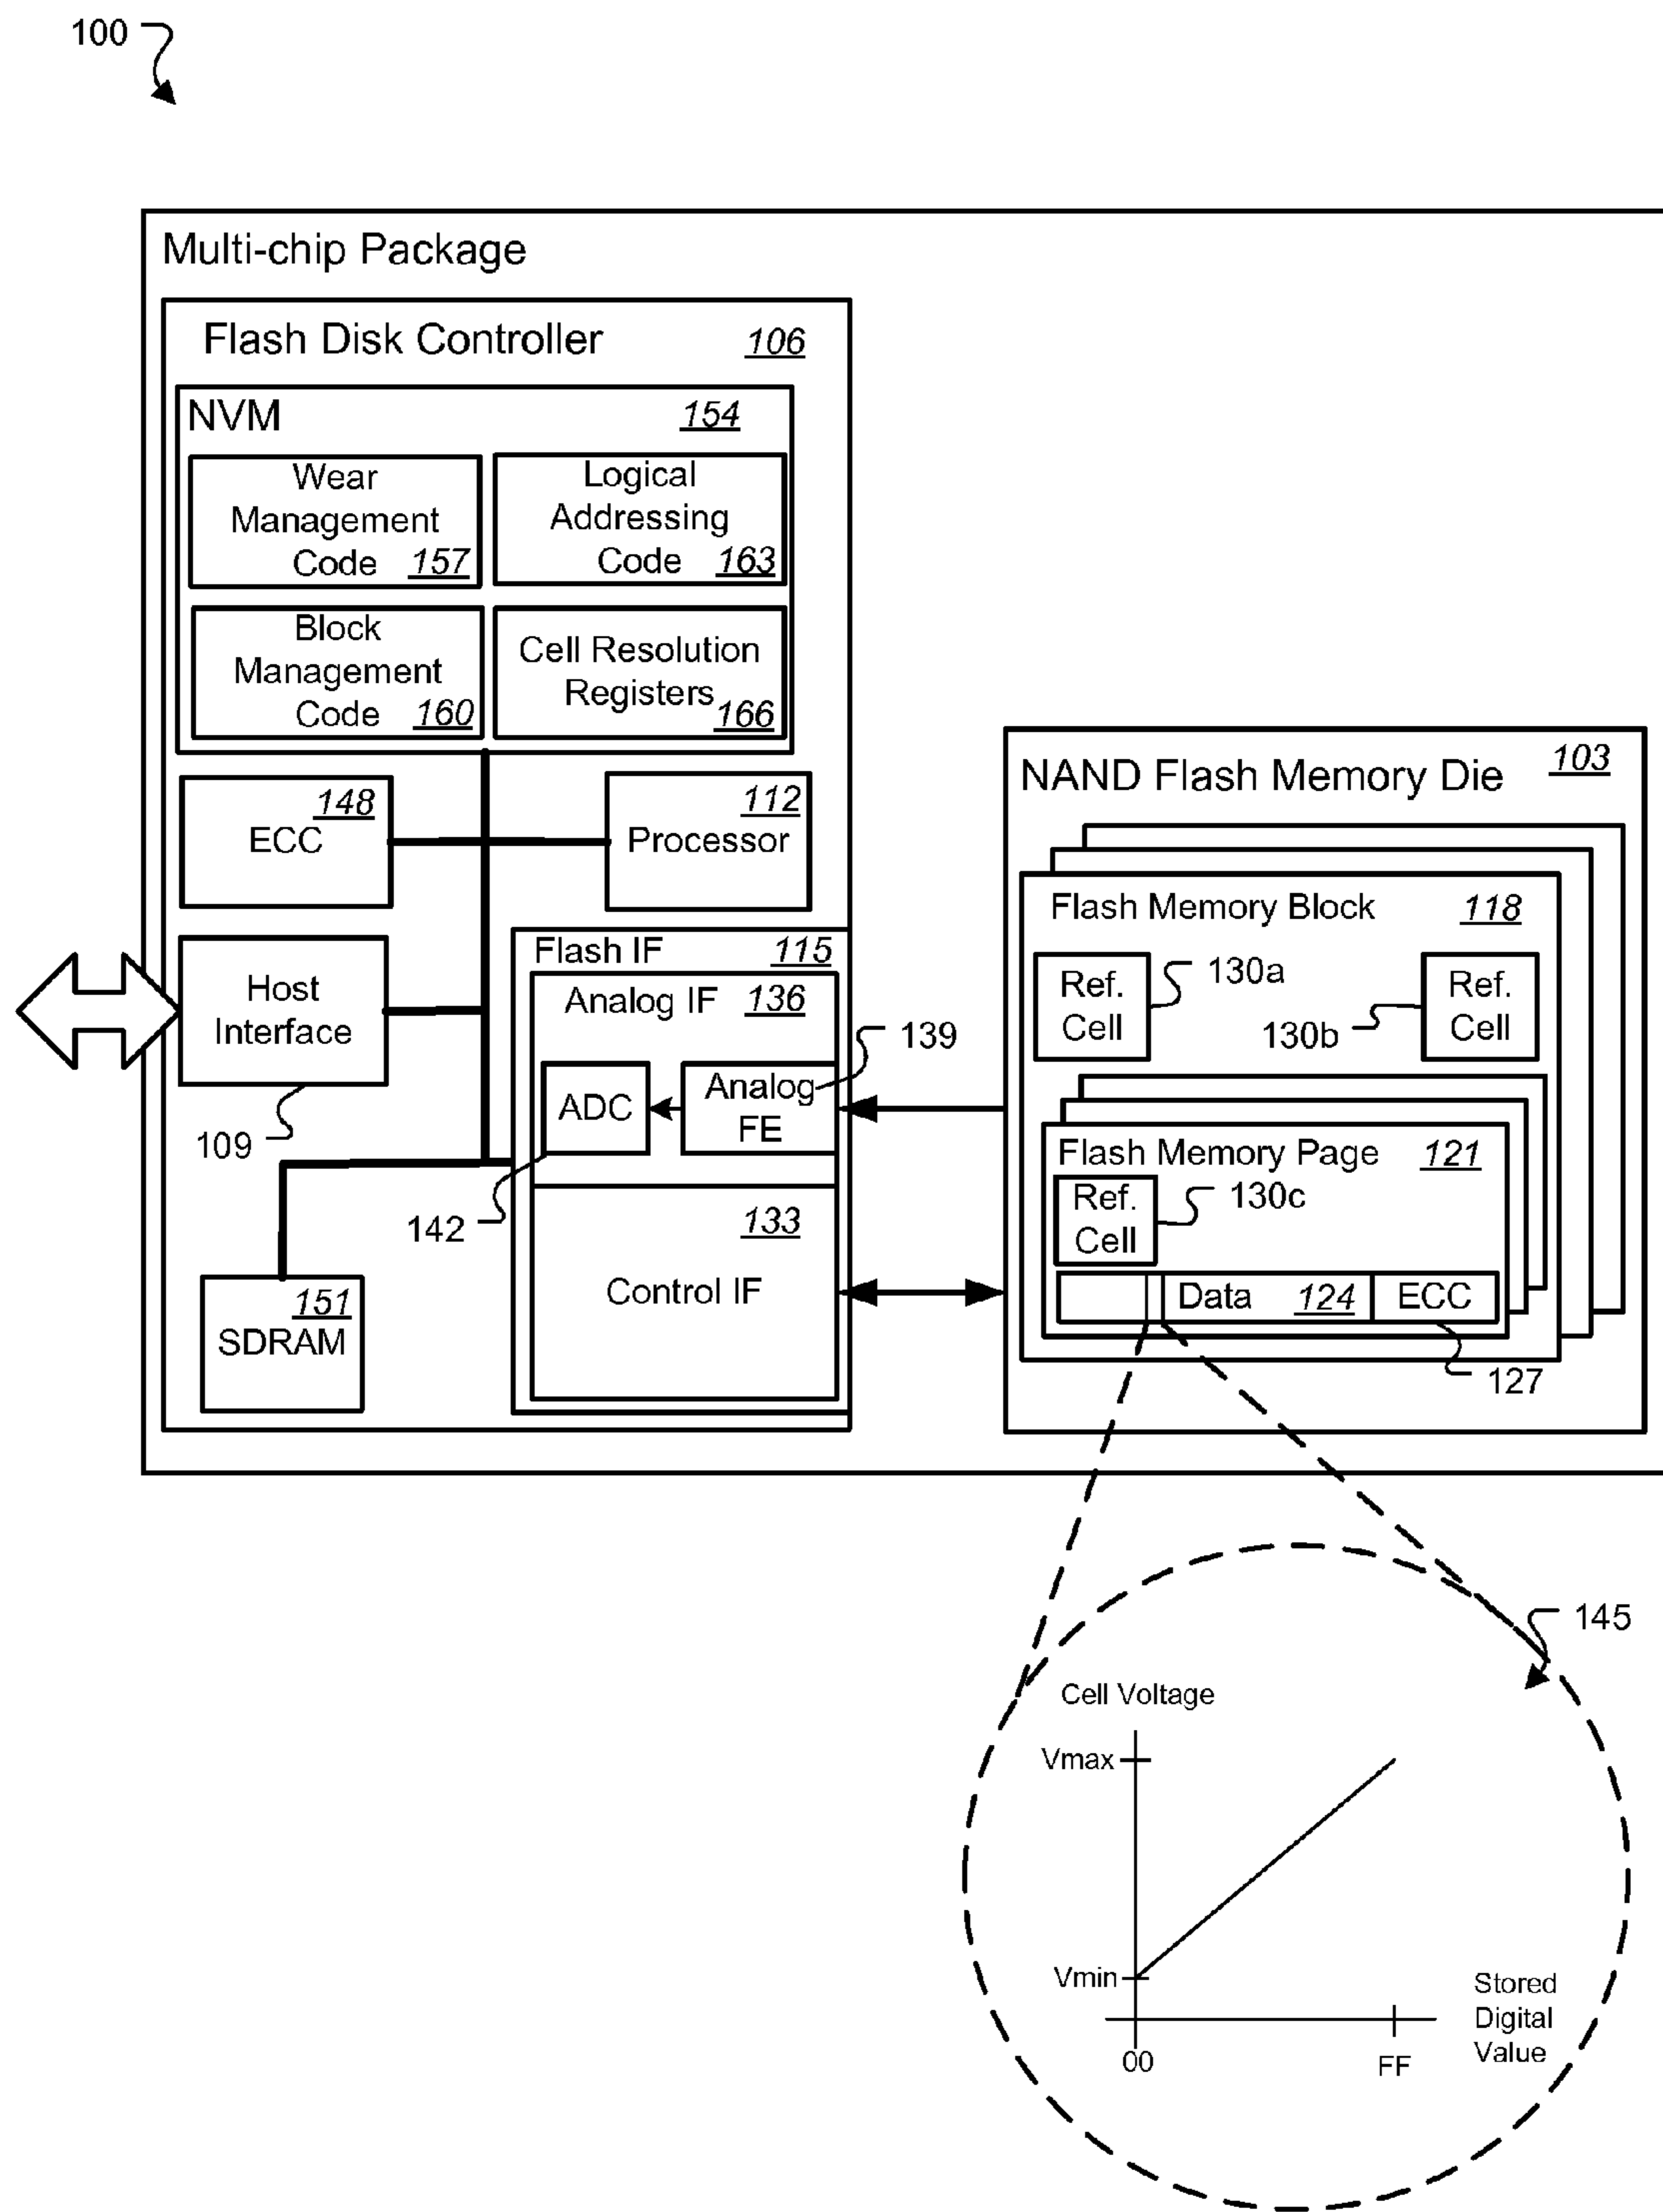 100
Multi-chip Package
Flash Disk Controller 106
NVM 154
Wear
Management
Code 157
Logical
Addressing
Code 163
Block
Management
Code 160
Cell Resolution
Registers 166
148
ECC
112
Processor
Host
Interface
109
Flash IF 115
Analog IF 136
ADC
Analog
FE
139
142
133
Control IF
151
SDRAM
NAND Flash Memory Die 103
Flash Memory Block 118
Ref.
Cell
130a
130b
Ref.
Cell
Flash Memory Page 121
Ref.
Cell
130c
Data 124 ECC
127
145
Cell Voltage
Vmax
Vmin
00
FF
Stored
Digital
Value